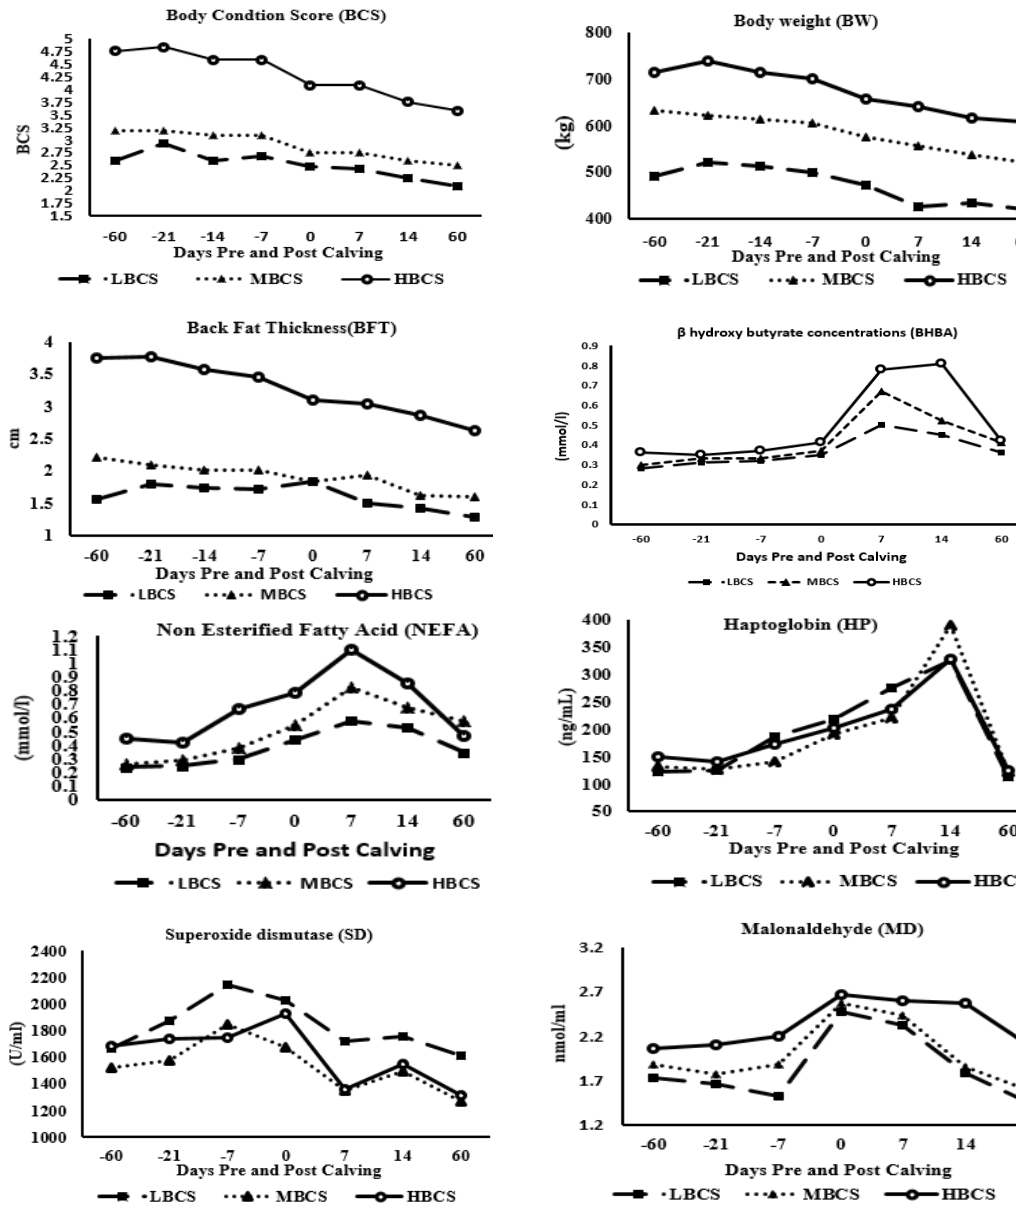 Body Condtion Score (BCS)
5
4.75
4.5
4.25
4
3.75
3.5
3.25
3
2.75
2.5
2.25
2
1.75
1.5
BCS
-60 -21 -14 -7 0 7 14 60
Days Pre and Post Calving
LBCS MBCS HBCS
Body weight (BW)
800
700
600
500
400
(kg)
-60 -21 -14 -7 0 7 14
Days Pre and Post Calving
LBCS MBCS HBCS
Back Fat Thickness(BFT)
4
3.5
3
2.5
2
1.5
1
cm
-60 -21 -14 -7 0 7 14 60
Days Pre and Post Calving
LBCS MBCS HBCS
β hydroxy butyrate concentrations (BHBA)
0.9
0.8
0.7
0.6
0.5
0.4
0.3
0.2
0.1
0
(mmol/l)
-60 -21 -7 0 7 14 60
Days Pre and Post Calving
LBCS MBCS HBCS
Non Esterified Fatty Acid (NEFA)
1.2
1.1
1
0.9
0.8
0.7
0.6
0.5
0.4
0.3
0.2
0.1
0
(mmol/l)
-60 -21 -7 0 7 14 60
Days Pre and Post Calving
LBCS MBCS HBCS
Haptoglobin (HP)
400
350
300
250
200
150
100
50
(ng/mL)
-60 -21 -7 0 7 14 60
Days Pre and Post Calving
LBCS MBCS HBCS
Superoxide dismutase (SD)
2400
2200
2000
1800
1600
1400
1200
1000
(U/ml)
-60 -21 -7 0 7 14 60
Days Pre and Post Calving
LBCS MBCS HBCS
Malonaldehyde (MD)
3.2
2.7
2.2
1.7
1.2
nmol/ml
-60 -21 -7 0 7 14
Days Pre and Post Calving
LBCS MBCS HBCS